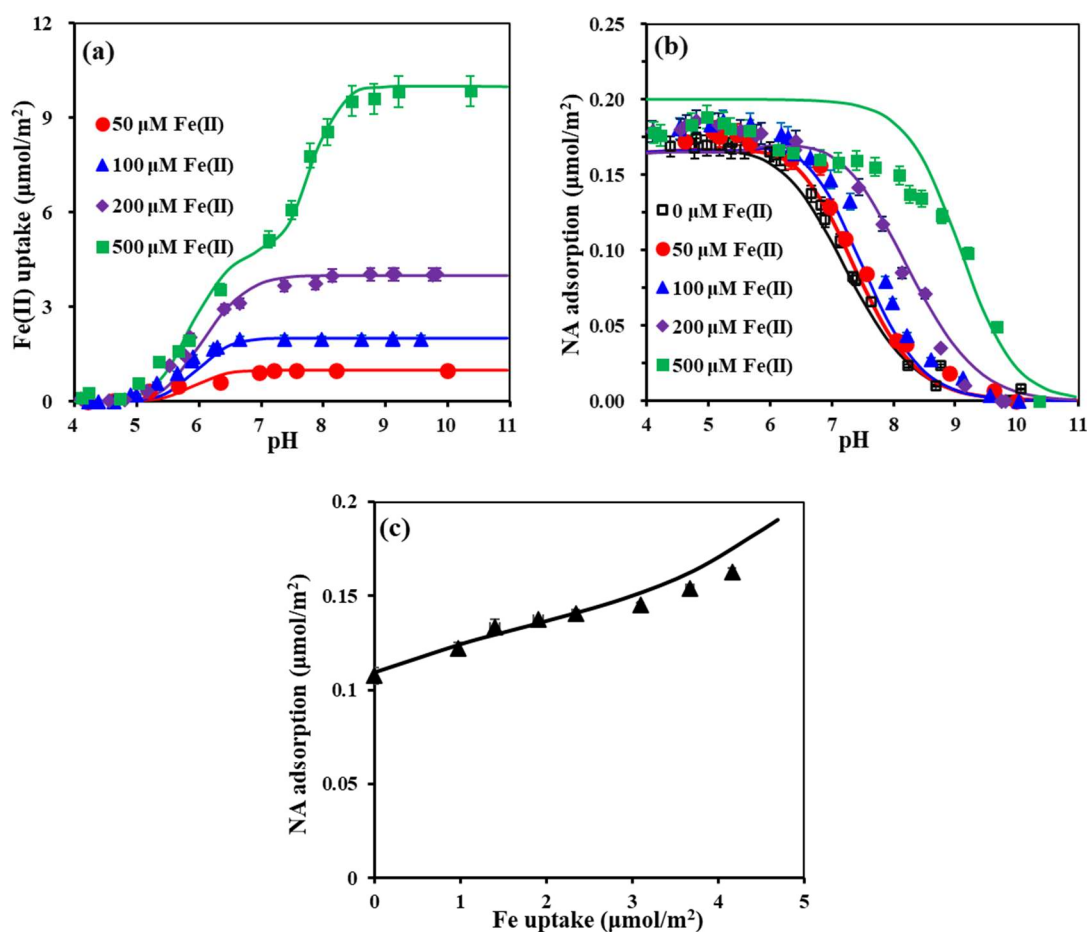 (a)
Fe(II) uptake (µmol/m²)
12
9
6
3
0
50 µM Fe(II)
100 µM Fe(II)
200 µM Fe(II)
500 µM Fe(II)
4 5 6 7 8 9 10 11
pH
(b)
NA adsorption (µmol/m²)
0.25
0.20
0.15
0.10
0.05
0.00
0 µM Fe(II)
50 µM Fe(II)
100 µM Fe(II)
200 µM Fe(II)
500 µM Fe(II)
4 5 6 7 8 9 10 11
pH
(c)
NA adsorption (µmol/m²)
0.2
0.15
0.1
0.05
0
0 1 2 3 4 5
Fe uptake (µmol/m²)